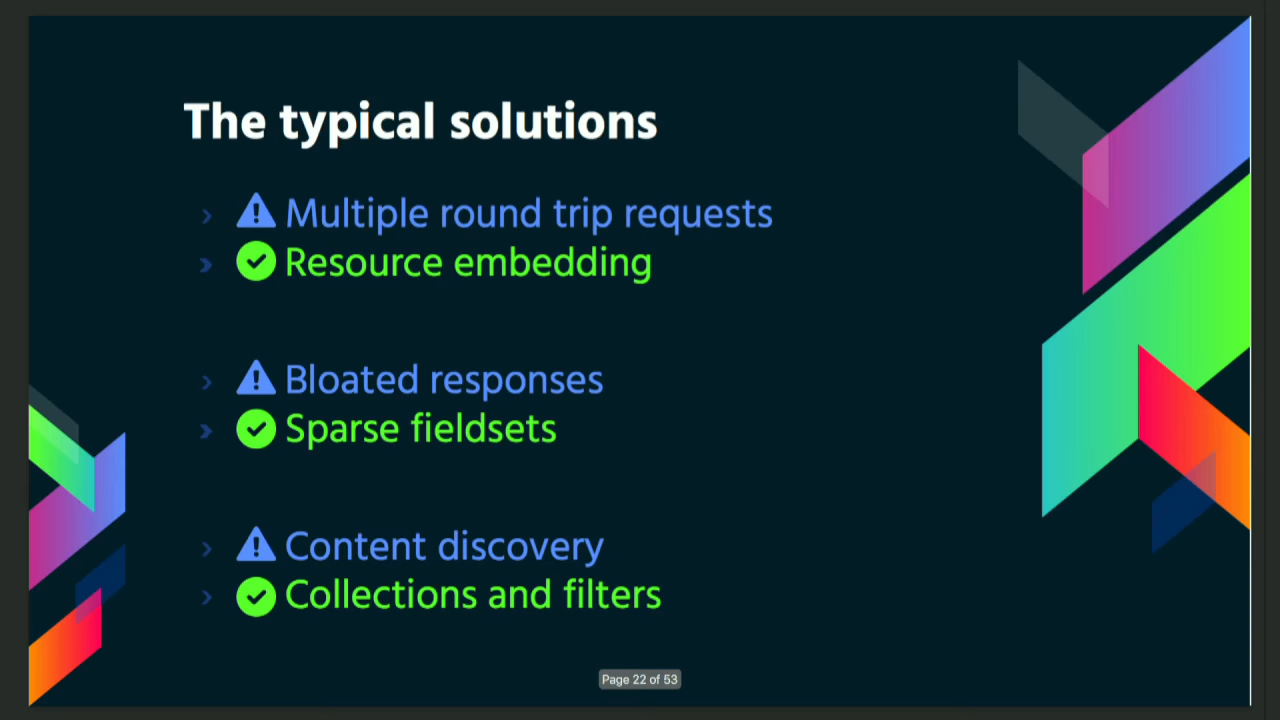 The typical solutions
Multiple round trip requests
Resource embedding
Bloated responses
Sparse fieldsets
Content discovery
Collections and filters
Page 22 of 53